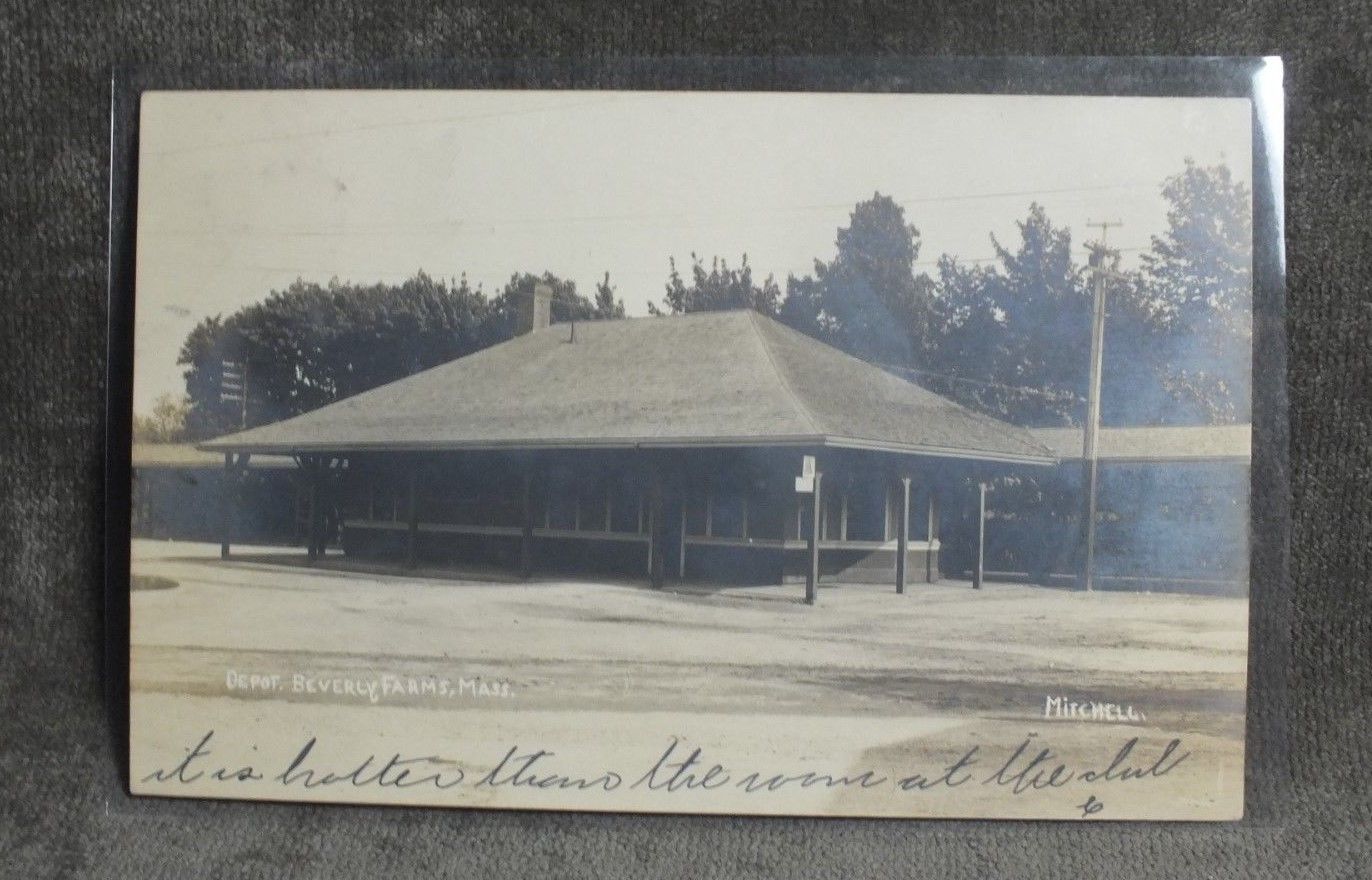 DEPOT. BEVERLY FARMS, MASS.
MITCHELL.
it is hotter than the room at the club